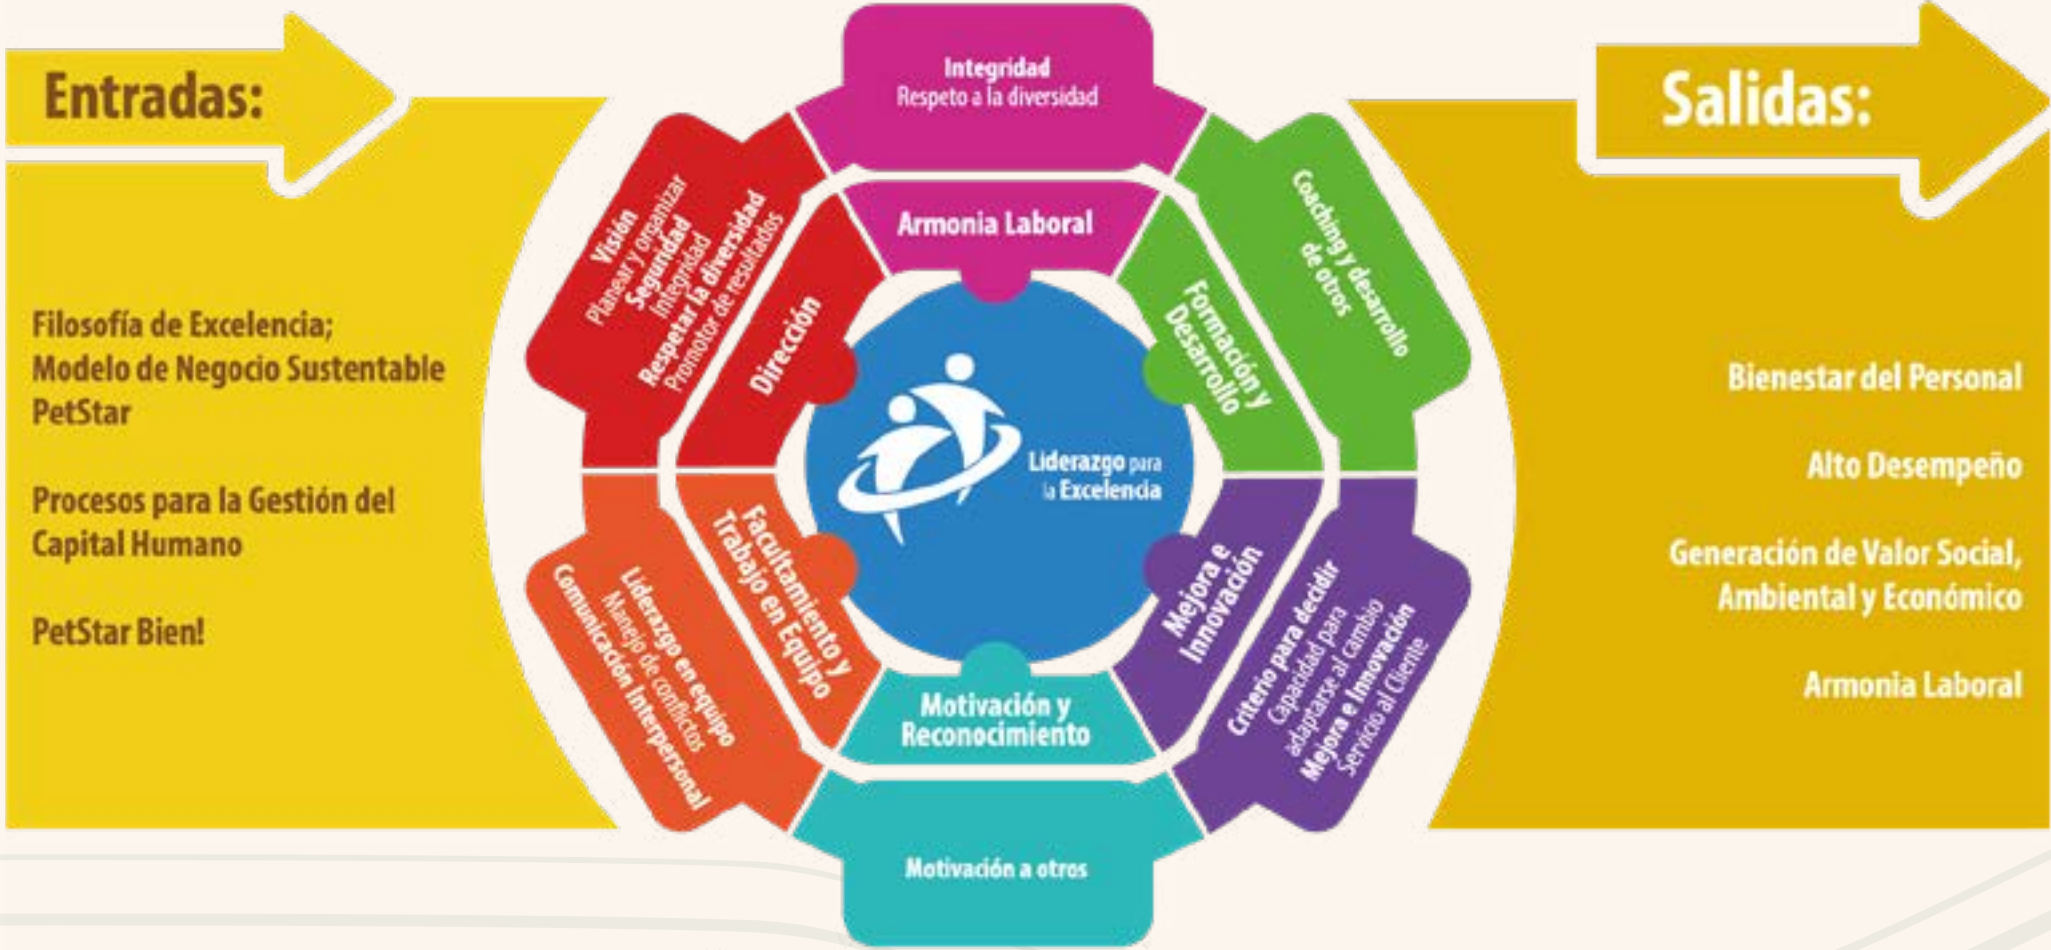 Entradas:
Filosofía de Excelencia;
Modelo de Negocio Sustentable
PetStar
Procesos para la Gestión del
Capital Humano
PetStar Bien!
Integridad
Respeto a la diversidad
Armonia Laboral
Visión
Planear y organizar
Seguridad
Integridad
Respetar la diversidad
Promotor de resultados
Dirección
Coaching y desarrollo
de otros
Formación y
Desarrollo
Liderazgo para
la Excelencia
Facultamiento y
Trabajo en Equipo
Liderazgo en equipo
Manejo de conflictos
Comunicación Interpersonal
Mejora e
Innovación
Criterio para decidir
Capacidad para
adaptarse al cambio
Mejora e Innovación
Servicio al Cliente
Motivación y
Reconocimiento
Motivación a otros
Salidas:
Bienestar del Personal
Alto Desempeño
Generación de Valor Social,
Ambiental y Económico
Armonia Laboral